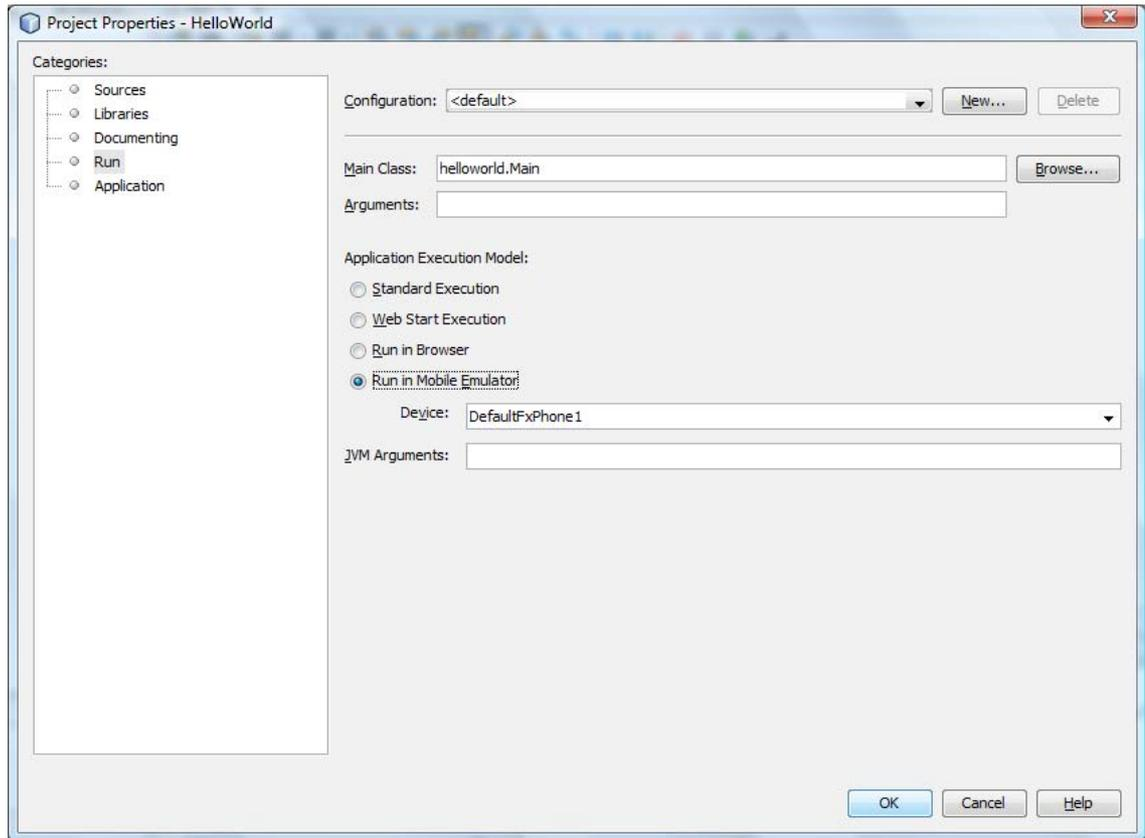 Project Properties - HelloWorld
Categories:
Sources
Libraries
Documenting
Run
Application
Configuration: <default> New... Delete
Main Class: helloworld.Main Browse...
Arguments:
Application Execution Model:
Standard Execution
Web Start Execution
Run in Browser
Run in Mobile Emulator
Device: DefaultFxPhone1
JVM Arguments:
OK Cancel Help